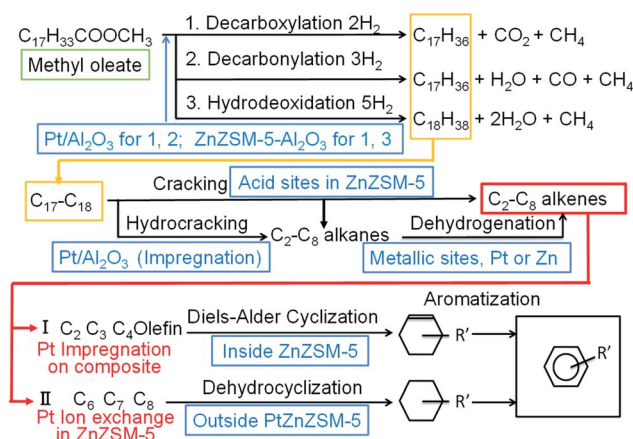 C₁₇H₃₃COOCH₃
Methyl oleate
1. Decarboxylation 2H₂
C₁₇H₃₆ + CO₂ + CH₄
2. Decarbonylation 3H₂
C₁₇H₃₆ + H₂O + CO + CH₄
3. Hydrodeoxidation 5H₂
C₁₈H₃₈ + 2H₂O + CH₄
Pt/Al₂O₃ for 1, 2; ZnZSM-5-Al₂O₃ for 1, 3
C₁₇-C₁₈
Cracking
Acid sites in ZnZSM-5
C₂-C₈ alkenes
Hydrocracking
C₂-C₈ alkanes
Dehydrogenation
Pt/Al₂O₃ (Impregnation)
Metallic sites, Pt or Zn
Aromatization
I C₂ C₃ C₄Olefin
Pt Impregnation
on composite
Diels-Alder Cyclization
Inside ZnZSM-5
R'
R'
II C₆ C₇ C₈
Pt Ion exchange
in ZnZSM-5
Dehydrocyclization
Outside PtZnZSM-5
R'